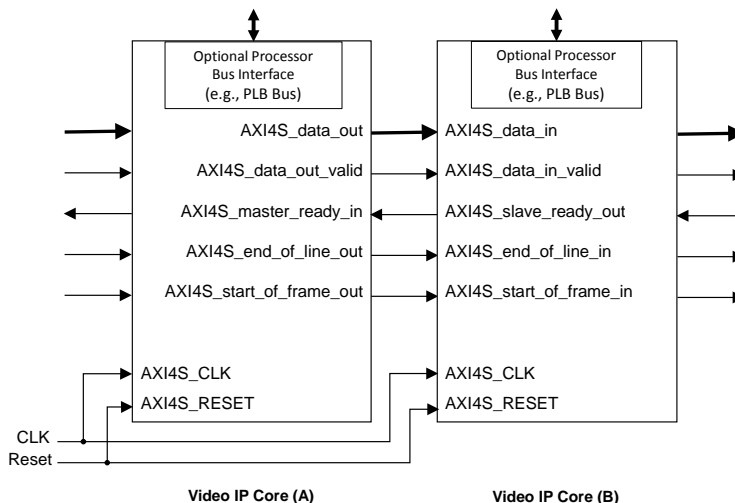 Optional Processor
Bus Interface
(e.g., PLB Bus)
Optional Processor
Bus Interface
(e.g., PLB Bus)
AXI4S_data_out
AXI4S_data_in
AXI4S_data_out_valid
AXI4S_data_in_valid
AXI4S_master_ready_in
AXI4S_slave_ready_out
AXI4S_end_of_line_out
AXI4S_end_of_line_in
AXI4S_start_of_frame_out
AXI4S_start_of_frame_in
AXI4S_CLK
AXI4S_CLK
AXI4S_RESET
AXI4S_RESET
CLK
Reset
Video IP Core (A)
Video IP Core (B)